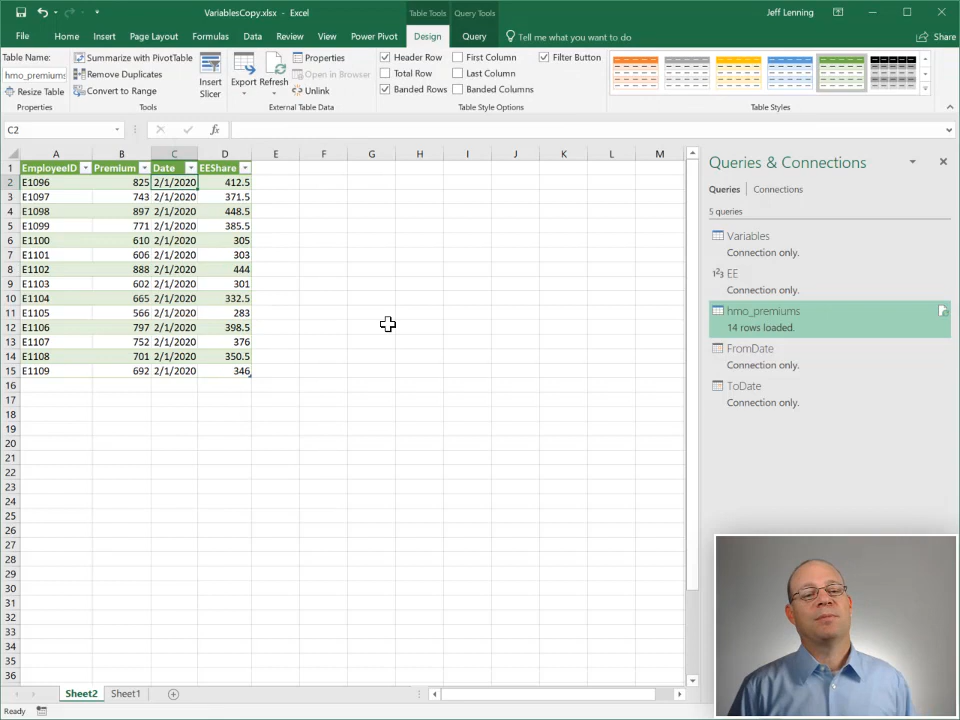 VariablesCopy.xlsx - Excel
Table Tools Query Tools
Jeff Lenning
File Home Insert Page Layout Formulas Data Review View Power Pivot Design Query Tell me what you want to do Share
Table Name:
hmo_premiums
Resize Table
Properties
Summarize with PivotTable
Remove Duplicates
Convert to Range
Tools
Insert Slicer
Export Refresh
Properties
Open in Browser
Unlink
External Table Data
Header Row First Column Filter Button
Total Row Last Column
Banded Rows Banded Columns
Table Style Options
Table Styles
C2 fx
A B C D E F G H I J K L M
1 EmployeeID Premium Date EEShare
2 E1096 825 2/1/2020 412.5
3 E1097 743 2/1/2020 371.5
4 E1098 897 2/1/2020 448.5
5 E1099 771 2/1/2020 385.5
6 E1100 610 2/1/2020 305
7 E1101 606 2/1/2020 303
8 E1102 888 2/1/2020 444
9 E1103 602 2/1/2020 301
10 E1104 665 2/1/2020 332.5
11 E1105 566 2/1/2020 283
12 E1106 797 2/1/2020 398.5
13 E1107 752 2/1/2020 376
14 E1108 701 2/1/2020 350.5
15 E1109 692 2/1/2020 346
16
17
18
19
20
21
22
23
24
25
26
27
28
29
30
31
32
33
34
35
36
Queries & Connections
Queries Connections
5 queries
Variables
Connection only.
123 EE
Connection only.
hmo_premiums
14 rows loaded.
FromDate
Connection only.
ToDate
Connection only.
Sheet2 Sheet1
Ready